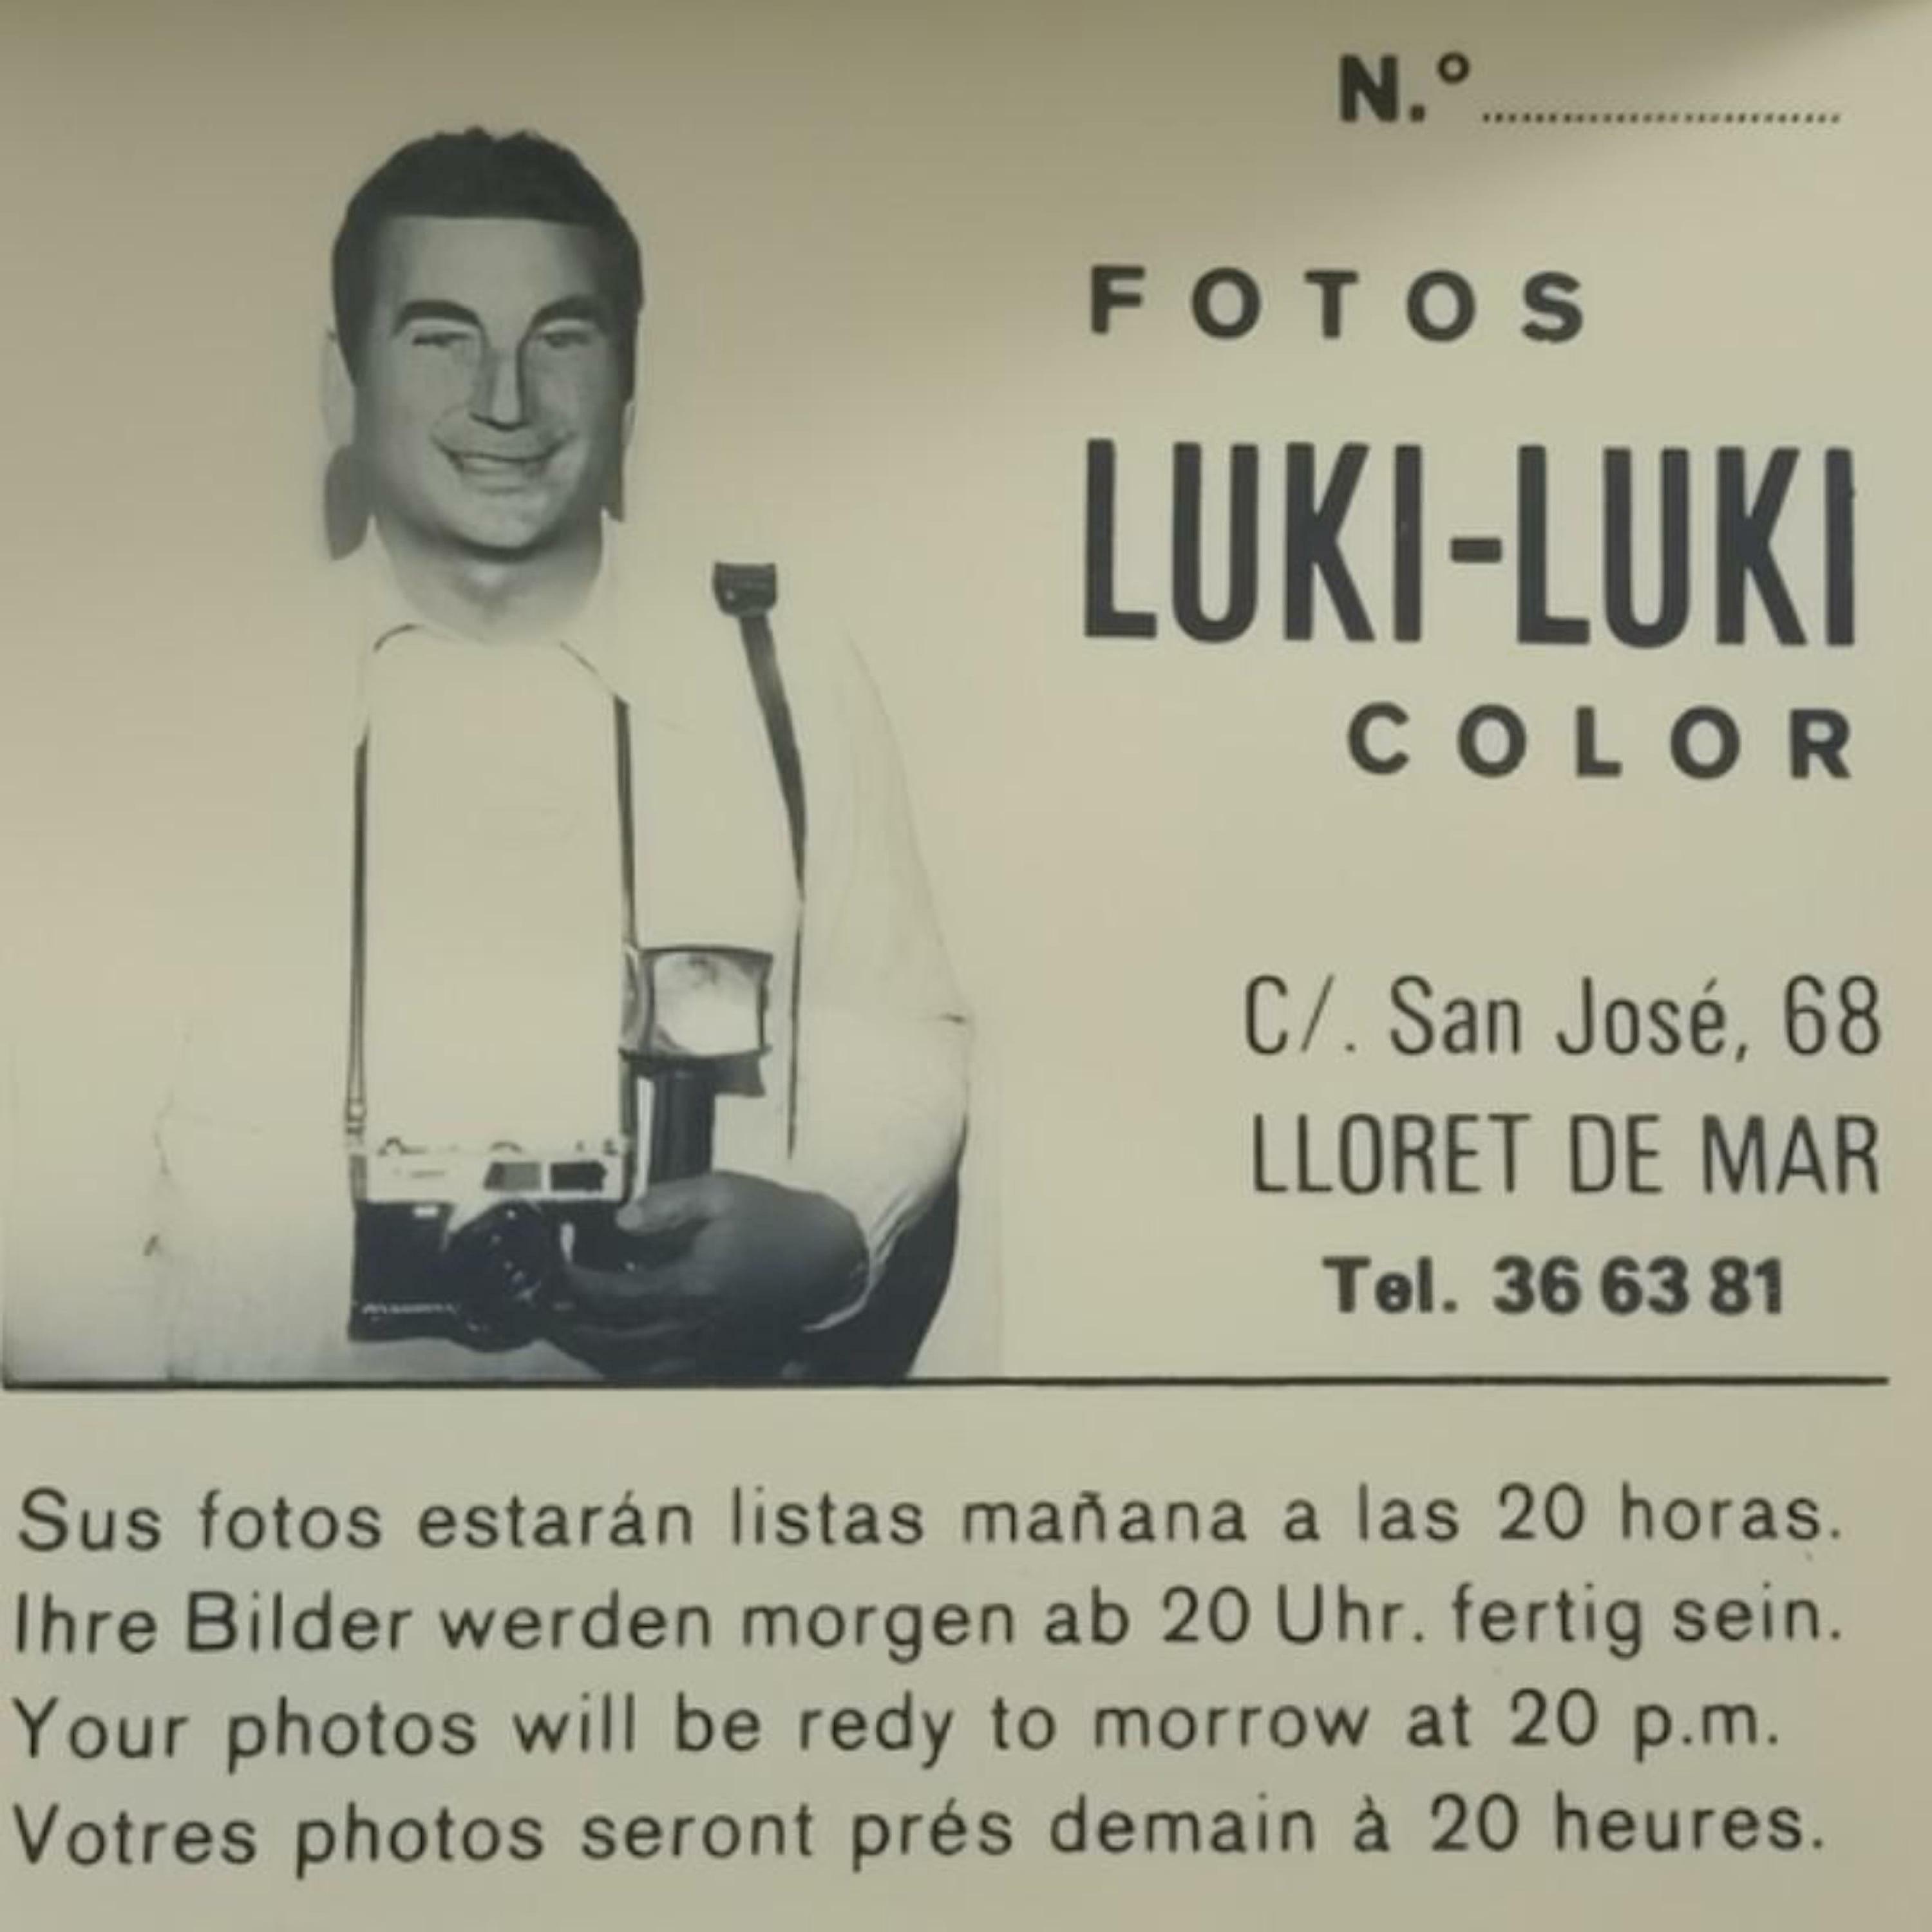 N.º
FOTOS
LUKI-LUKI
COLOR
C/. San José, 68
LLORET DE MAR
Tel. 36 63 81
Sus fotos estarán listas mañana a las 20 horas.
Ihre Bilder werden morgen ab 20 Uhr. fertig sein.
Your photos will be redy to morrow at 20 p.m.
Votres photos seront prés demain à 20 heures.